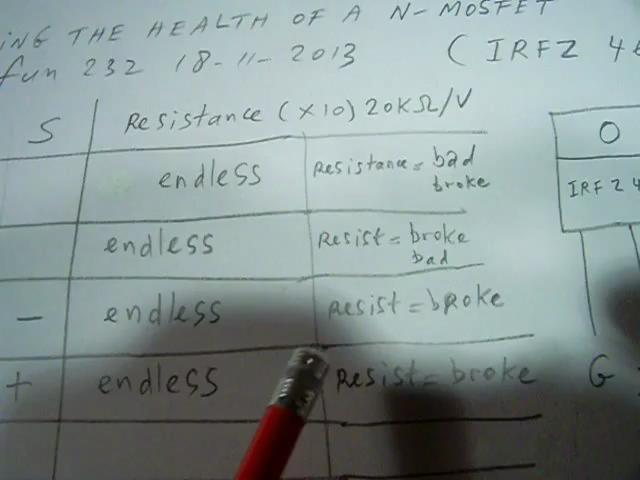 ING THE HEALTH OF A N-MOSFET
fun 232 18-11-2013 (IRFZ 4
S Resistance (x10) 20KΩ/V
O
endless Resistance = bad
broke
IRFZ 4
endless Resist = broke
bad
- endless Resist = broke
+ endless Resist = broke
G